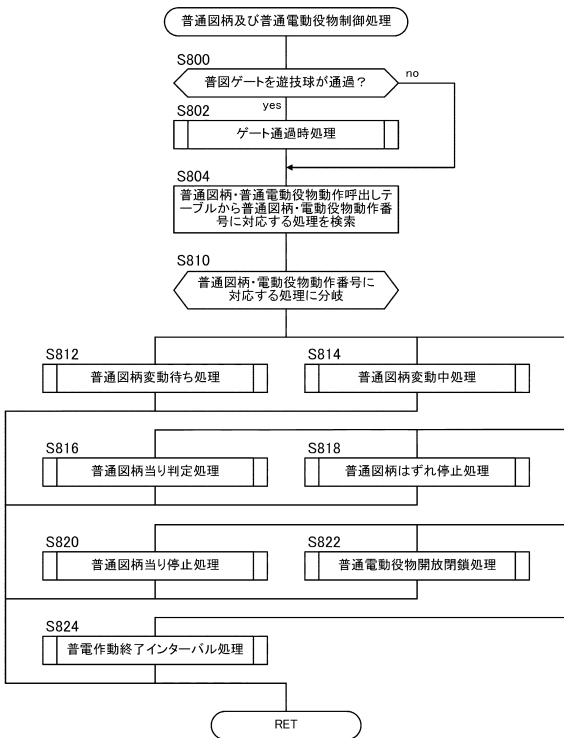 普通図柄及び普通電動役物制御処理
S800
普図ゲートを遊技球が通過？
no
yes
S802
ゲート通過時処理
S804
普通図柄・普通電動役物動作呼出しテ
ーブルから普通図柄・電動役物動作番
号に対応する処理を検索
S810
普通図柄・電動役物動作番号に
対応する処理に分岐
S812
普通図柄変動待ち処理
S814
普通図柄変動中処理
S816
普通図柄当り判定処理
S818
普通図柄はずれ停止処理
S820
普通図柄当り停止処理
S822
普通電動役物開放閉鎖処理
S824
普電作動終了インターバル処理
RET